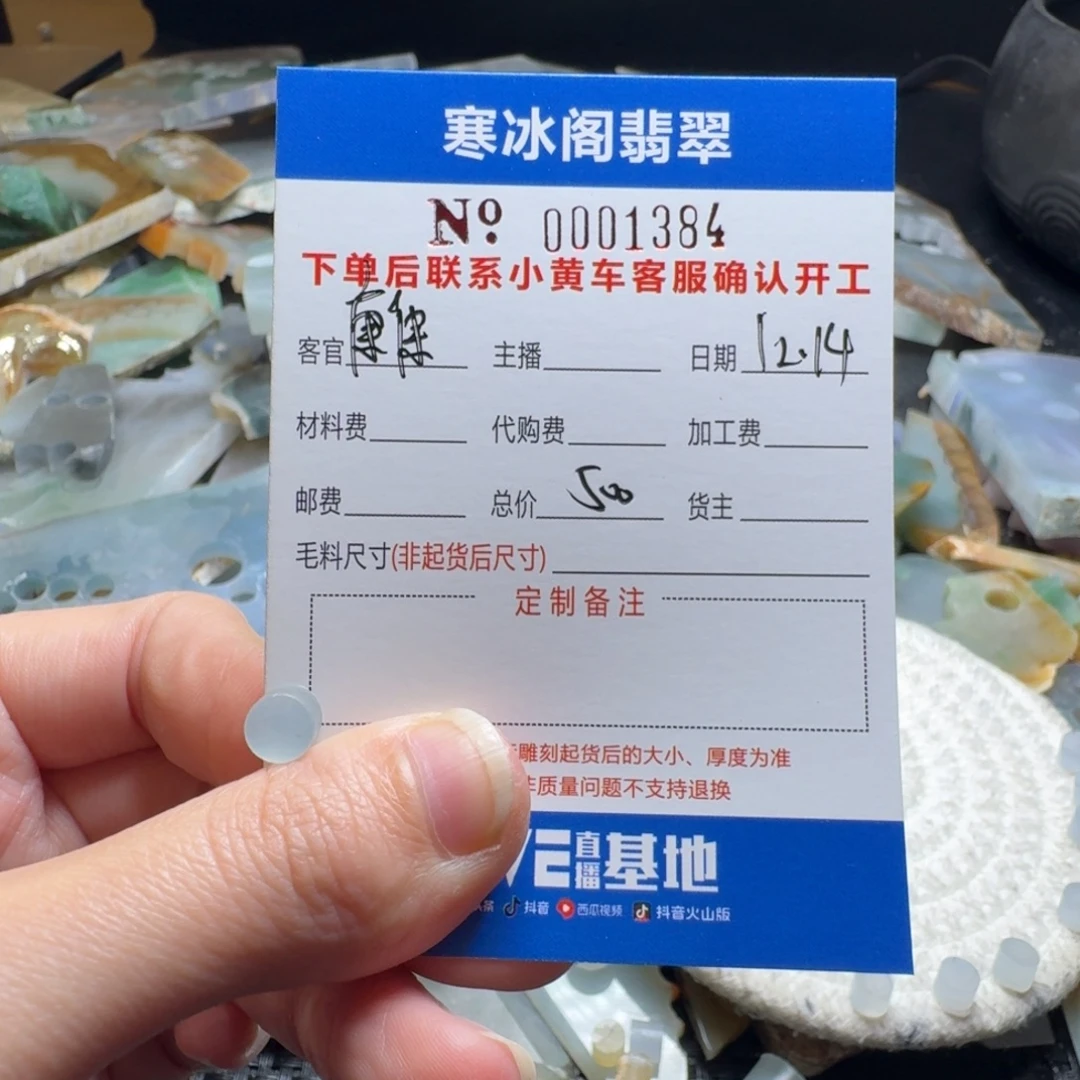 寒冰阁翡翠
Nº 0001384
下单后联系小黄车客服确认开工
客官 主播 日期 12.14
材料费 代购费 加工费
邮费 总价 500 货主
毛料尺寸(非起货后尺寸)
定制备注
雕刻起货后的大小、厚度为准
质量问题不支持退换
VE 直播 基地
抖音 西瓜视频 抖音火山版